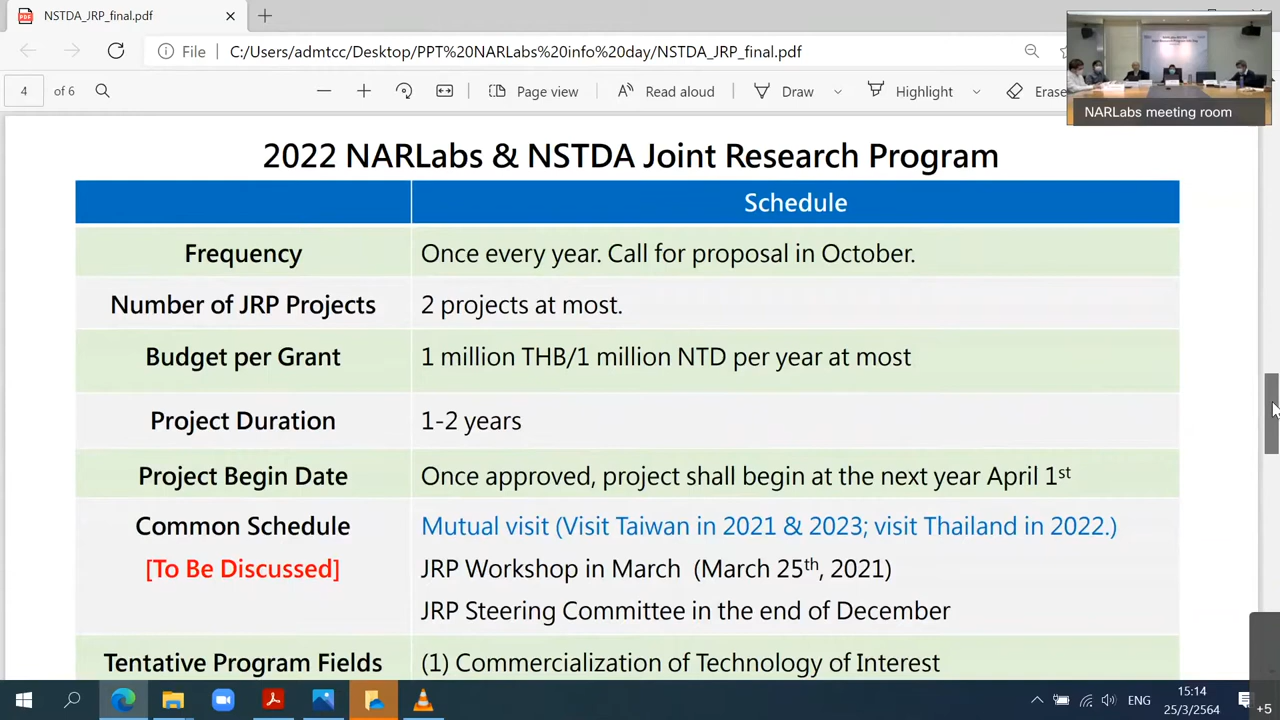 NSTDA_JRP_final.pdf
File C:/Users/admtcc/Desktop/PPT%20NARLabs%20info%20day/NSTDA_JRP_final.pdf
4 of 6 Page view Read aloud Draw Highlight Erase
NARLabs meeting room
2022 NARLabs & NSTDA Joint Research Program
Schedule
Frequency Once every year. Call for proposal in October.
Number of JRP Projects 2 projects at most.
Budget per Grant 1 million THB/1 million NTD per year at most
Project Duration 1-2 years
Project Begin Date Once approved, project shall begin at the next year April 1st
Common Schedule Mutual visit (Visit Taiwan in 2021 & 2023; visit Thailand in 2022.)
[To Be Discussed] JRP Workshop in March (March 25th, 2021)
JRP Steering Committee in the end of December
Tentative Program Fields (1) Commercialization of Technology of Interest
ENG 15:14
25/3/2564
+5